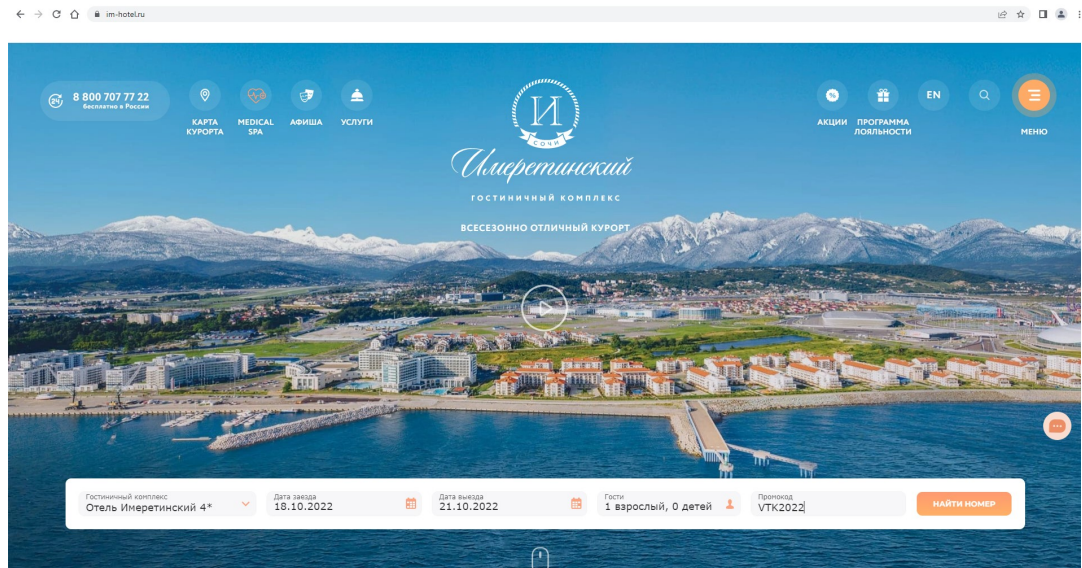 im-hotel.ru
24
8 800 707 77 22
бесплатно в России
КАРТА
КУРОРТА
MEDICAL
SPA
АФИША
УСЛУГИ
И
СОЧИ
Имеретинский
ГОСТИНИЧНЫЙ КОМПЛЕКС
ВСЕСЕЗОННО ОТЛИЧНЫЙ КУРОРТ
%
АКЦИИ
ПРОГРАММА
ЛОЯЛЬНОСТИ
EN
МЕНЮ
Гостиничный комплекс
Отель Имеретинский 4*
Дата заезда
18.10.2022
Дата выезда
21.10.2022
Гости
1 взрослый, 0 детей
Промокод
VTK2022
НАЙТИ НОМЕР